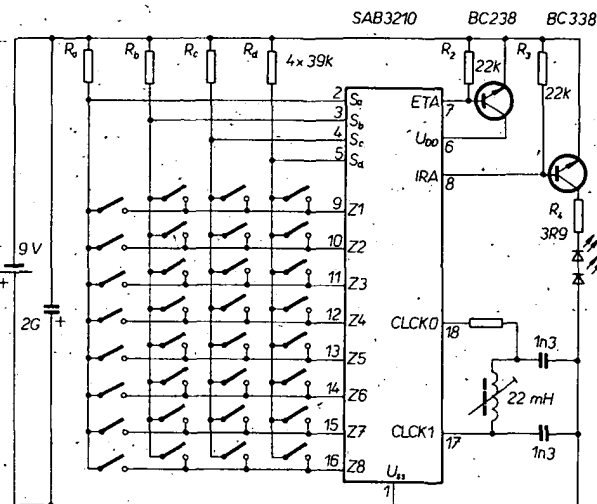 SAB3210 BC238 BC338
Ra Rb Rc Rd 4×39k R2 22k R3 22k
2 Sa ETA 7
3 Sb
4 Sc UDD 6
5 Sd
IRA 8
R4
3R9
9 Z1
10 Z2
9V
+
11 Z3
2G +
12 Z4 CLCK0 18
1n3
13 Z5
14 Z6
22 mH
15 Z7 CLCK1 17
1n3
16 Z8
Uss
1